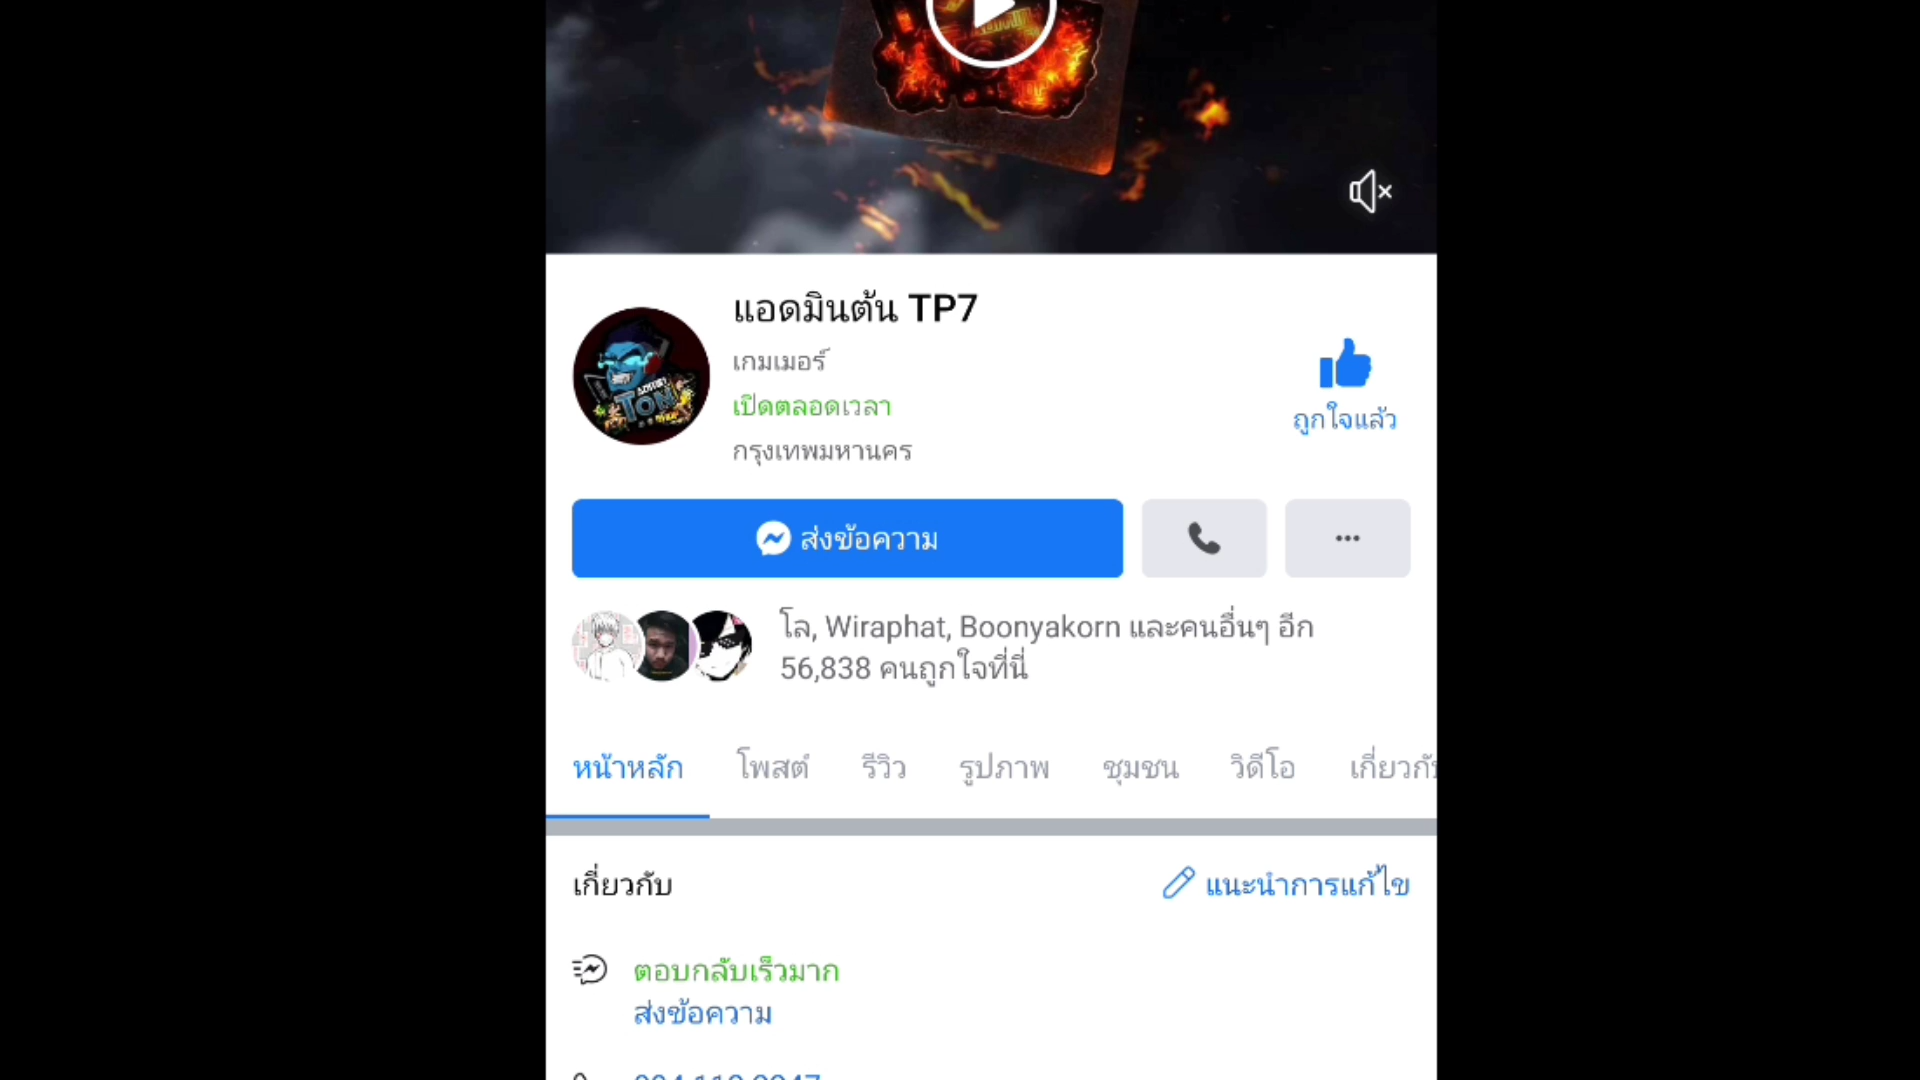 แอดมินต้น TP7
เกมเมอร์
เปิดตลอดเวลา
กรุงเทพมหานคร
ถูกใจแล้ว
ส่งข้อความ
โล, Wiraphat, Boonyakorn และคนอื่นๆ อีก
56,838 คนถูกใจที่นี่
หน้าหลัก โพสต์ รีวิว รูปภาพ ชุมชน วิดีโอ
เกี่ยวกับ
แนะนำการแก้ไข
ตอบกลับเร็วมาก
ส่งข้อความ